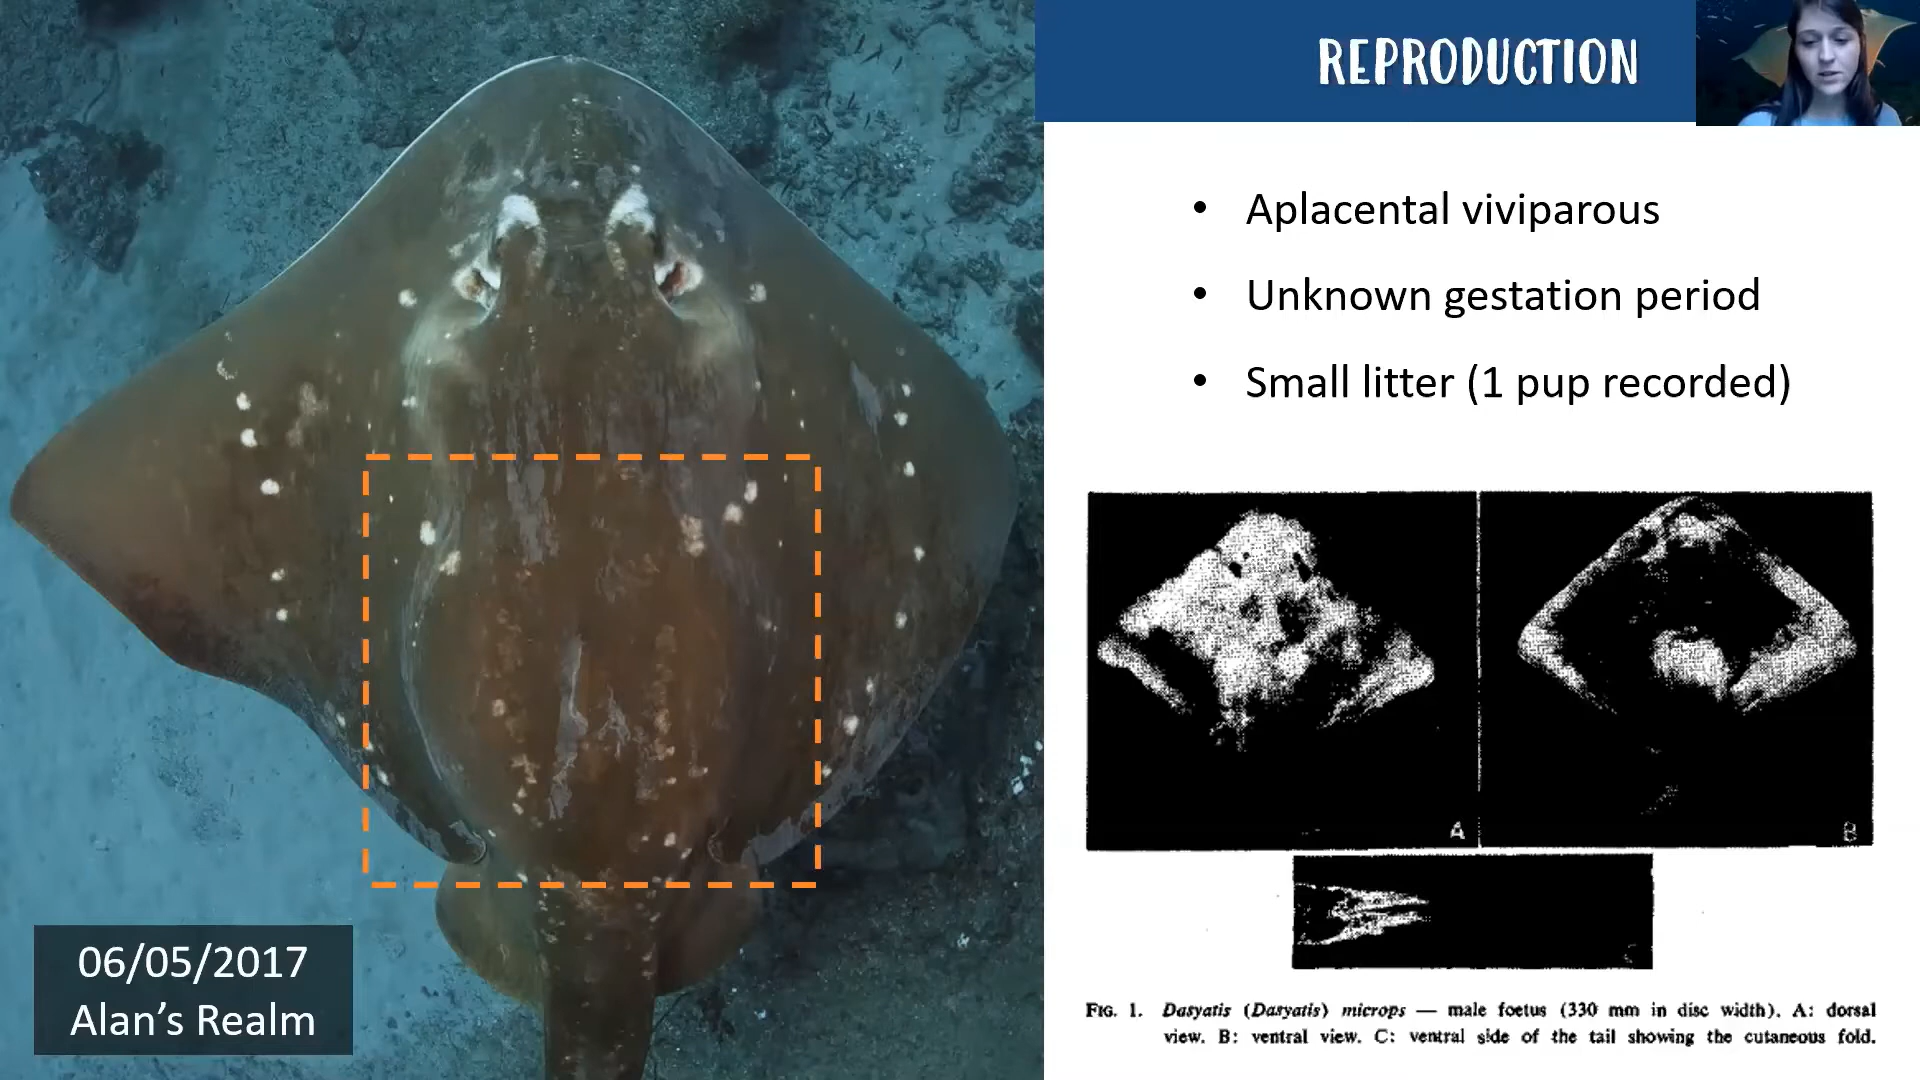 REPRODUCTION
• Aplacental viviparous
• Unknown gestation period
• Small litter (1 pup recorded)
A
B
C
FIG. 1. Dasyatis (Dasyatis) microps — male foetus (330 mm in disc width). A: dorsal
view. B: ventral view. C: ventral side of the tail showing the cutaneous fold.
06/05/2017
Alan’s Realm